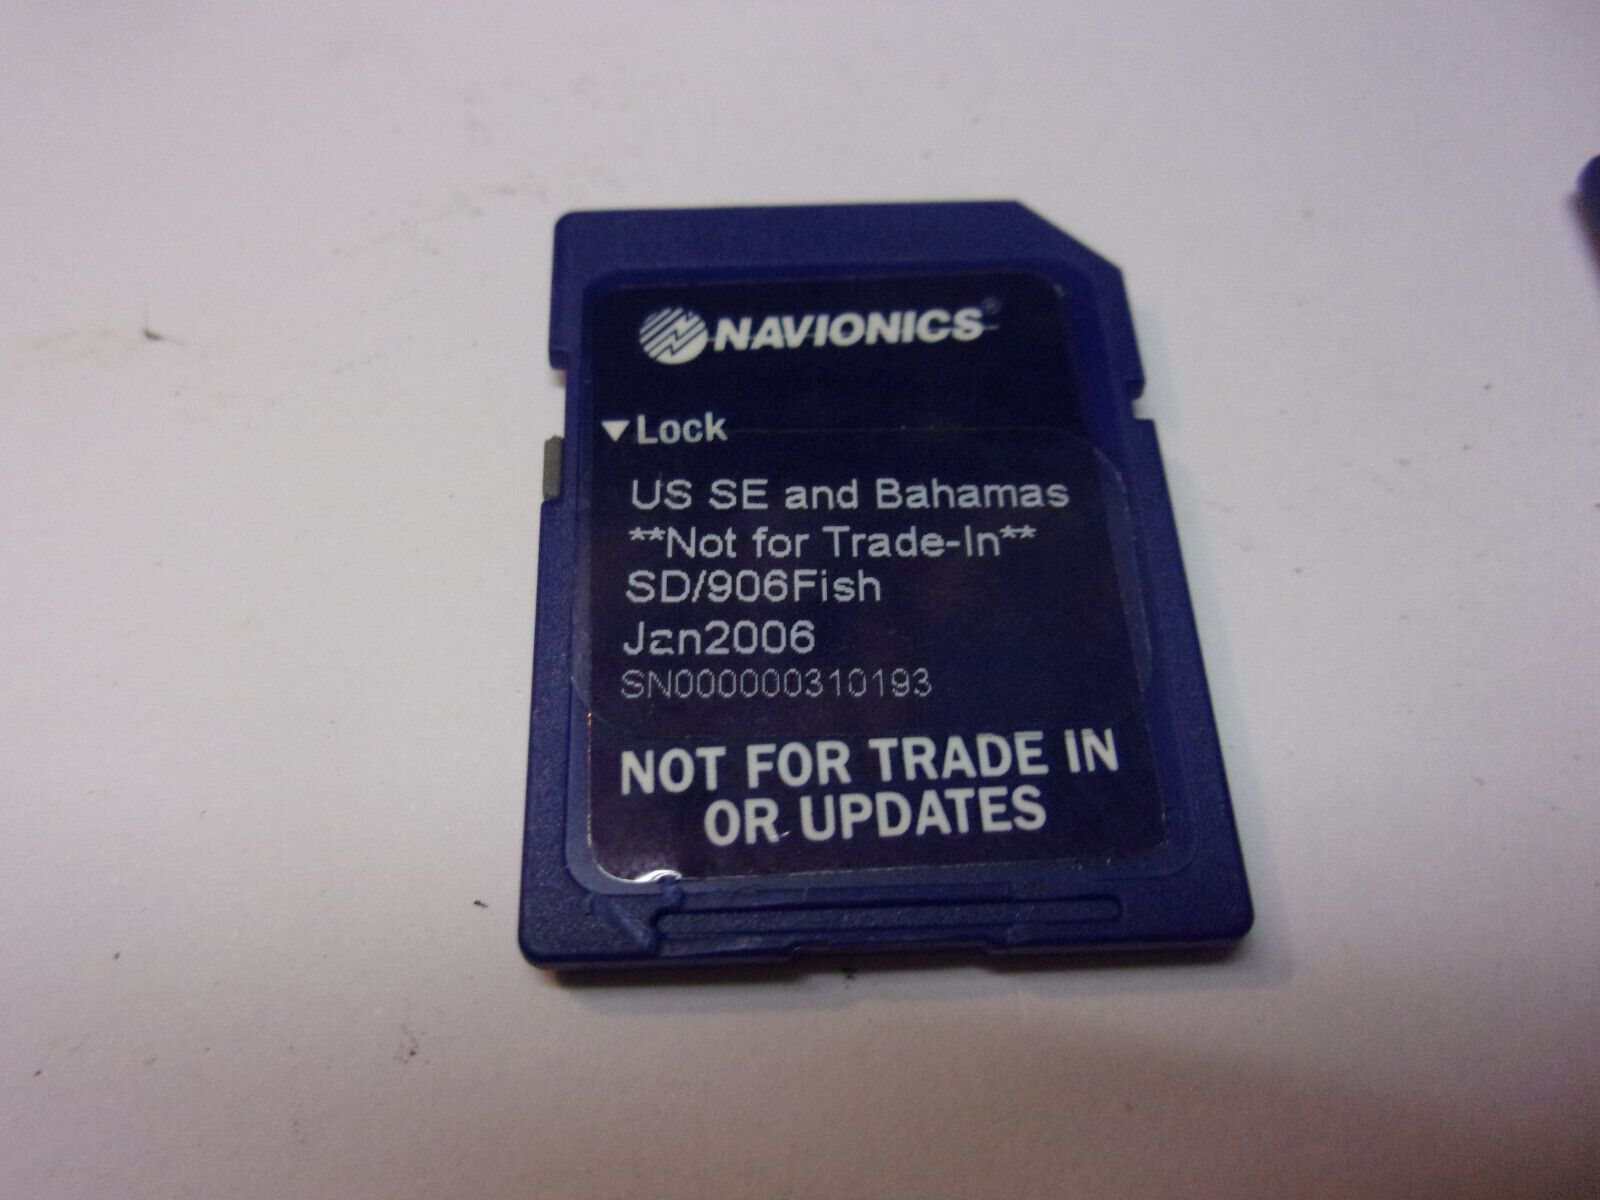 NAVIONICS®
▼Lock
US SE and Bahamas
**Not for Trade-In**
SD/906Fish
Jan2006
SN000000310193
NOT FOR TRADE IN
OR UPDATES